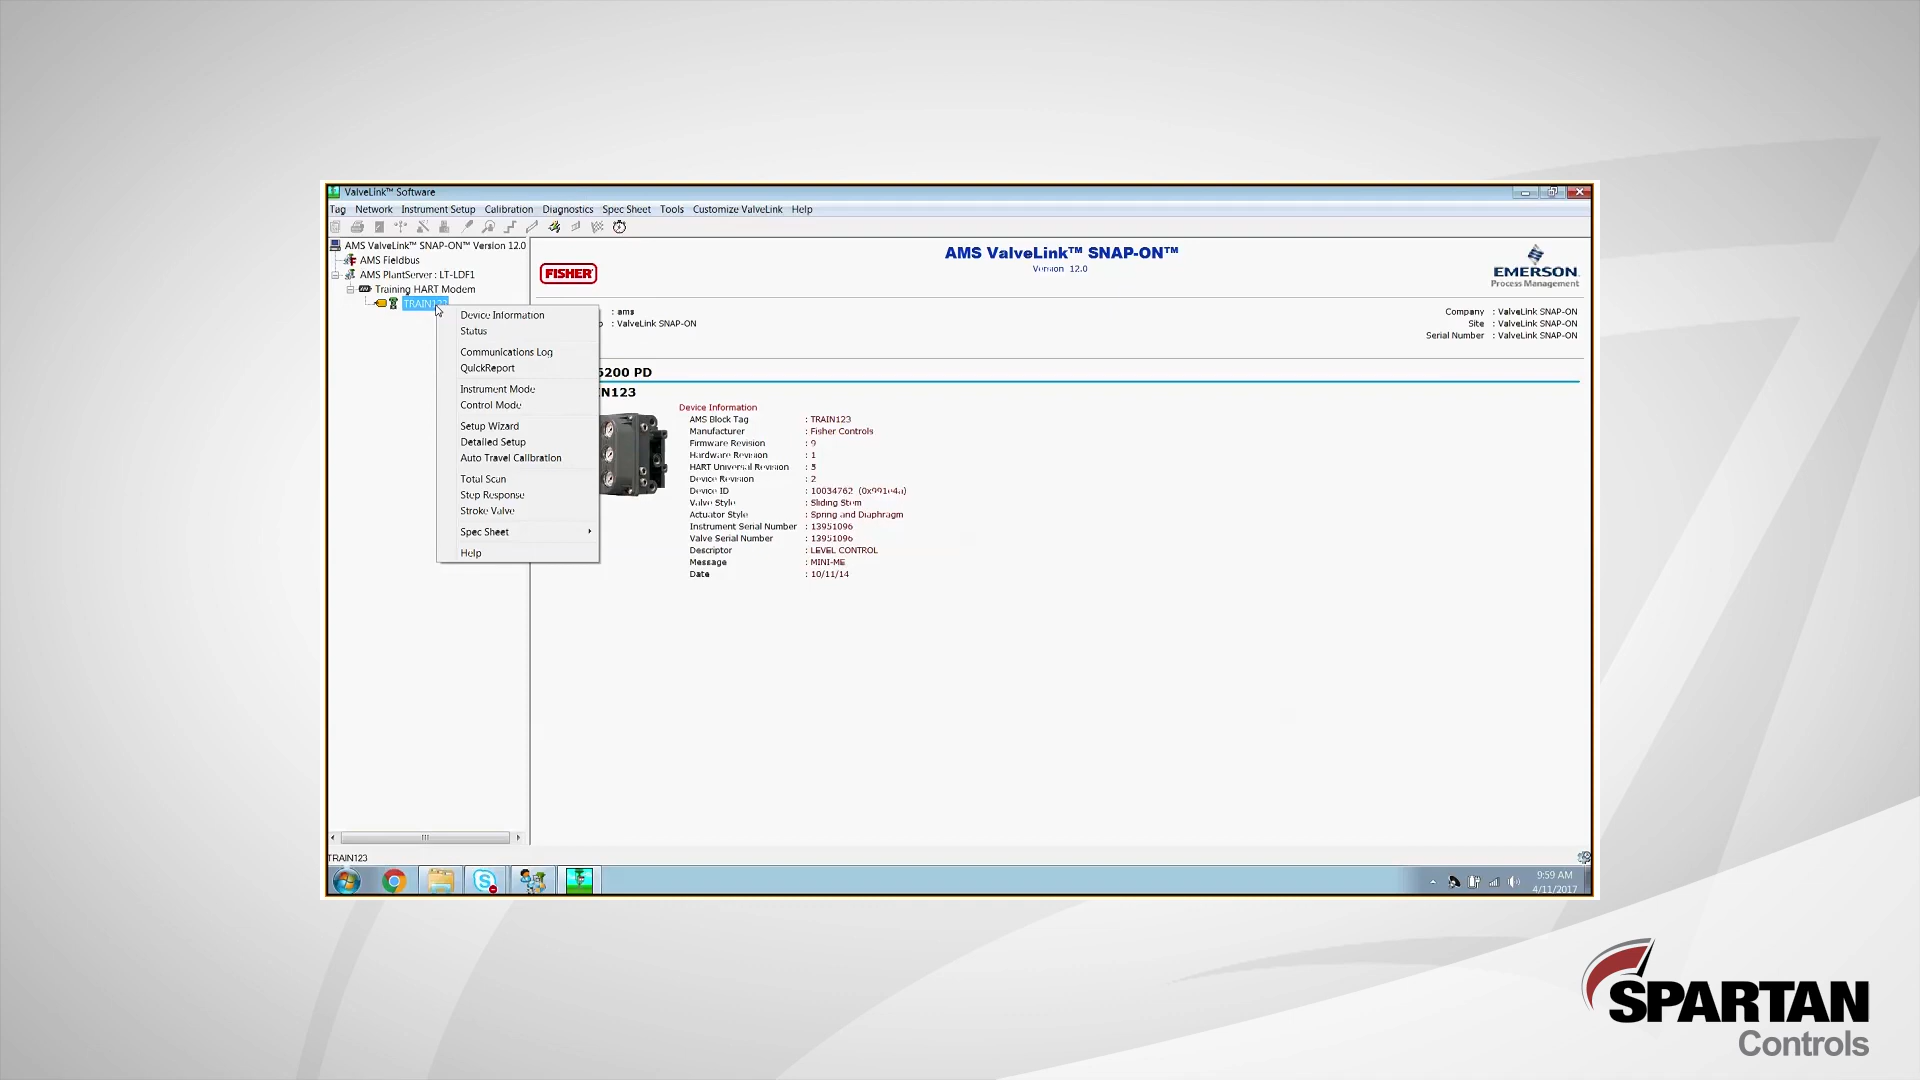 ValveLink™ Software
Tag Network Instrument Setup Calibration Diagnostics Spec Sheet Tools Customize ValveLink Help
AMS ValveLink™ SNAP-ON™ Version 12.0
AMS Fieldbus
AMS PlantServer : LT-LDF1
Training HART Modem
TRAIN123
Device Information
Status
Communications Log
QuickReport
Instrument Mode
Control Mode
Setup Wizard
Detailed Setup
Auto Travel Calibration
Total Scan
Step Response
Stroke Valve
Spec Sheet
Help
FISHER
AMS ValveLink™ SNAP-ON™
Version 12.0
EMERSON
Process Management
: ams
: ValveLink SNAP-ON
Company : ValveLink SNAP-ON
Site : ValveLink SNAP-ON
Serial Number : ValveLink SNAP-ON
200 PD
N123
Device Information
AMS Block Tag : TRAIN123
Manufacturer : Fisher Controls
Firmware Revision : 9
Hardware Revision : 1
HART Universal Revision : 5
Device Revision : 2
Device ID : 10034762 (0x991e4a)
Valve Style : Sliding Stem
Actuator Style : Spring and Diaphragm
Instrument Serial Number : 13951096
Valve Serial Number : 13951096
Descriptor : LEVEL CONTROL
Message : MINI-ME
Date : 10/11/14
TRAIN123
9:59 AM
4/11/2017
SPARTAN
Controls